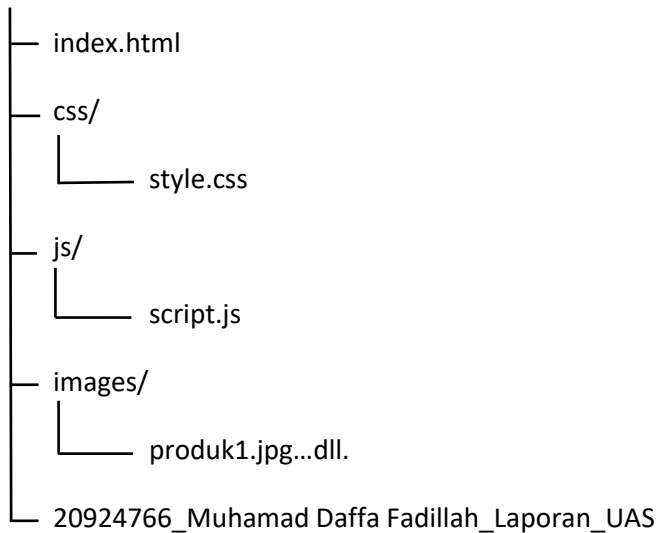 index.html
css/
style.css
js/
script.js
images/
produk1.jpg...dll.
20924766_Muhamad Daffa Fadillah_Laporan_UAS